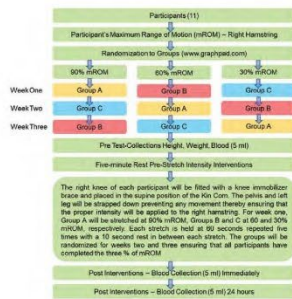 Participants (11)
Participant's Maximum Range of Motion (mROM) – Right Hamstring
Randomization to Groups (www.graphpad.com)
90% mROM 60% mROM 30% mROM
Week One Group A Group B Group C
Week Two Group C Group A Group B
Week Three Group B Group C Group A
Pre Test-Collections Height, Weight, Blood (5 ml)
Five-minute Rest Pre-Stretch Intensity Interventions
The right knee of each participant will be fitted with a knee immobilizer
brace and placed in the supine position of the Kin Com. The pelvis and left
leg will be strapped down preventing any movement thereby ensuring that
the proper intensity will be applied to the right hamstring. For week one,
Group A will be stretched at 90% mROM, Groups B and C at 60 and 30%
mROM, respectively. Each stretch is held at 60 seconds repeated five
times with a 10 second rest in between each stretch. The groups will be
randomized for weeks two and three ensuring that all participants have
completed the three % of mROM
Post Interventions – Blood Collection (5 ml) Immediately
Post Interventions – Blood Collection (5 ml) 24 hours